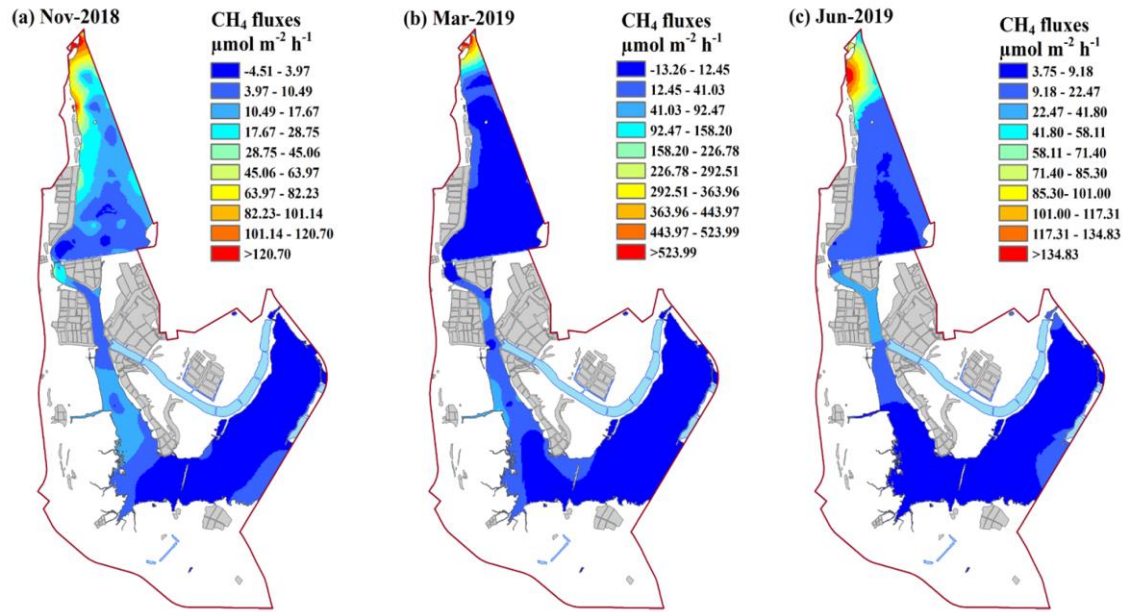 (a) Nov-2018
CH₄ fluxes
µmol m⁻² h⁻¹
-4.51 - 3.97
3.97 - 10.49
10.49 - 17.67
17.67 - 28.75
28.75 - 45.06
45.06 - 63.97
63.97 - 82.23
82.23 - 101.14
101.14 - 120.70
>120.70
(b) Mar-2019
CH₄ fluxes
µmol m⁻² h⁻¹
-13.26 - 12.45
12.45 - 41.03
41.03 - 92.47
92.47 - 158.20
158.20 - 226.78
226.78 - 292.51
292.51 - 363.96
363.96 - 443.97
443.97 - 523.99
>523.99
(c) Jun-2019
CH₄ fluxes
µmol m⁻² h⁻¹
3.75 - 9.18
9.18 - 22.47
22.47 - 41.80
41.80 - 58.11
58.11 - 71.40
71.40 - 85.30
85.30 - 101.00
101.00 - 117.31
117.31 - 134.83
>134.83